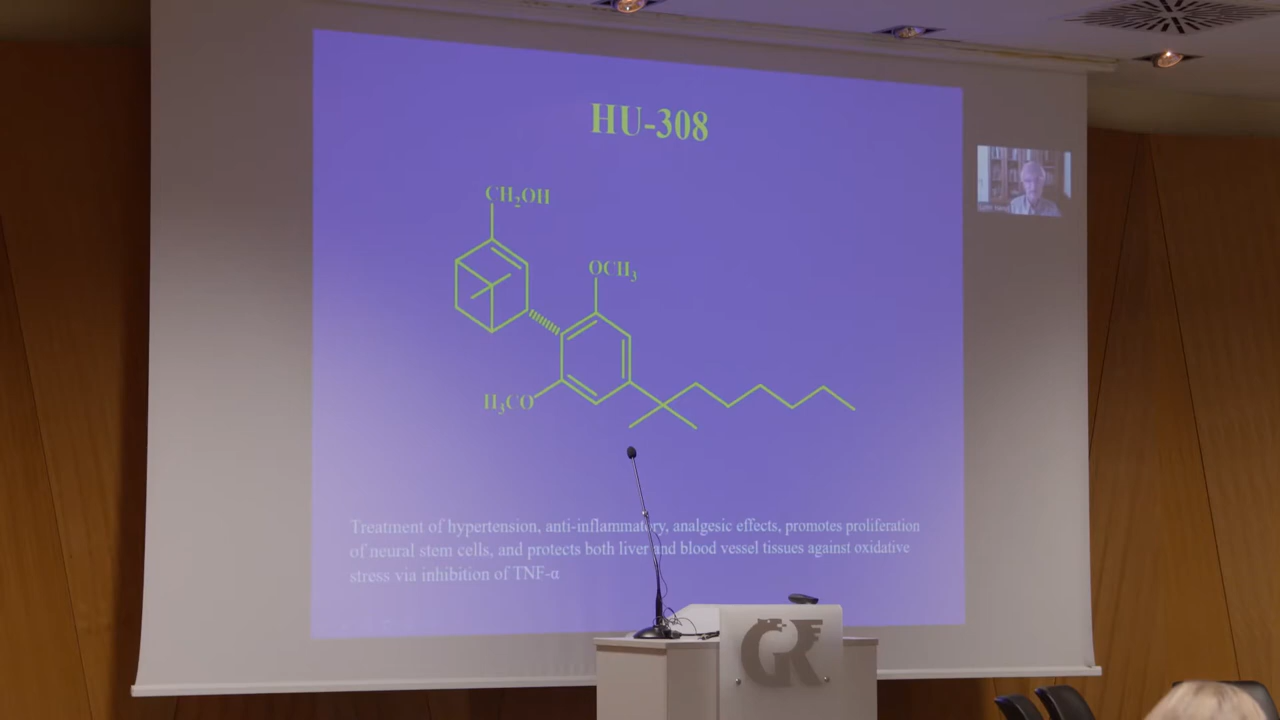 HU-308
CH2OH
OCH3
H3CO
Treatment of hypertension, anti-inflammatory, analgesic effects, promotes proliferation
of neural stem cells, and protects both liver and blood vessel tissues against oxidative
stress via inhibition of TNF-α